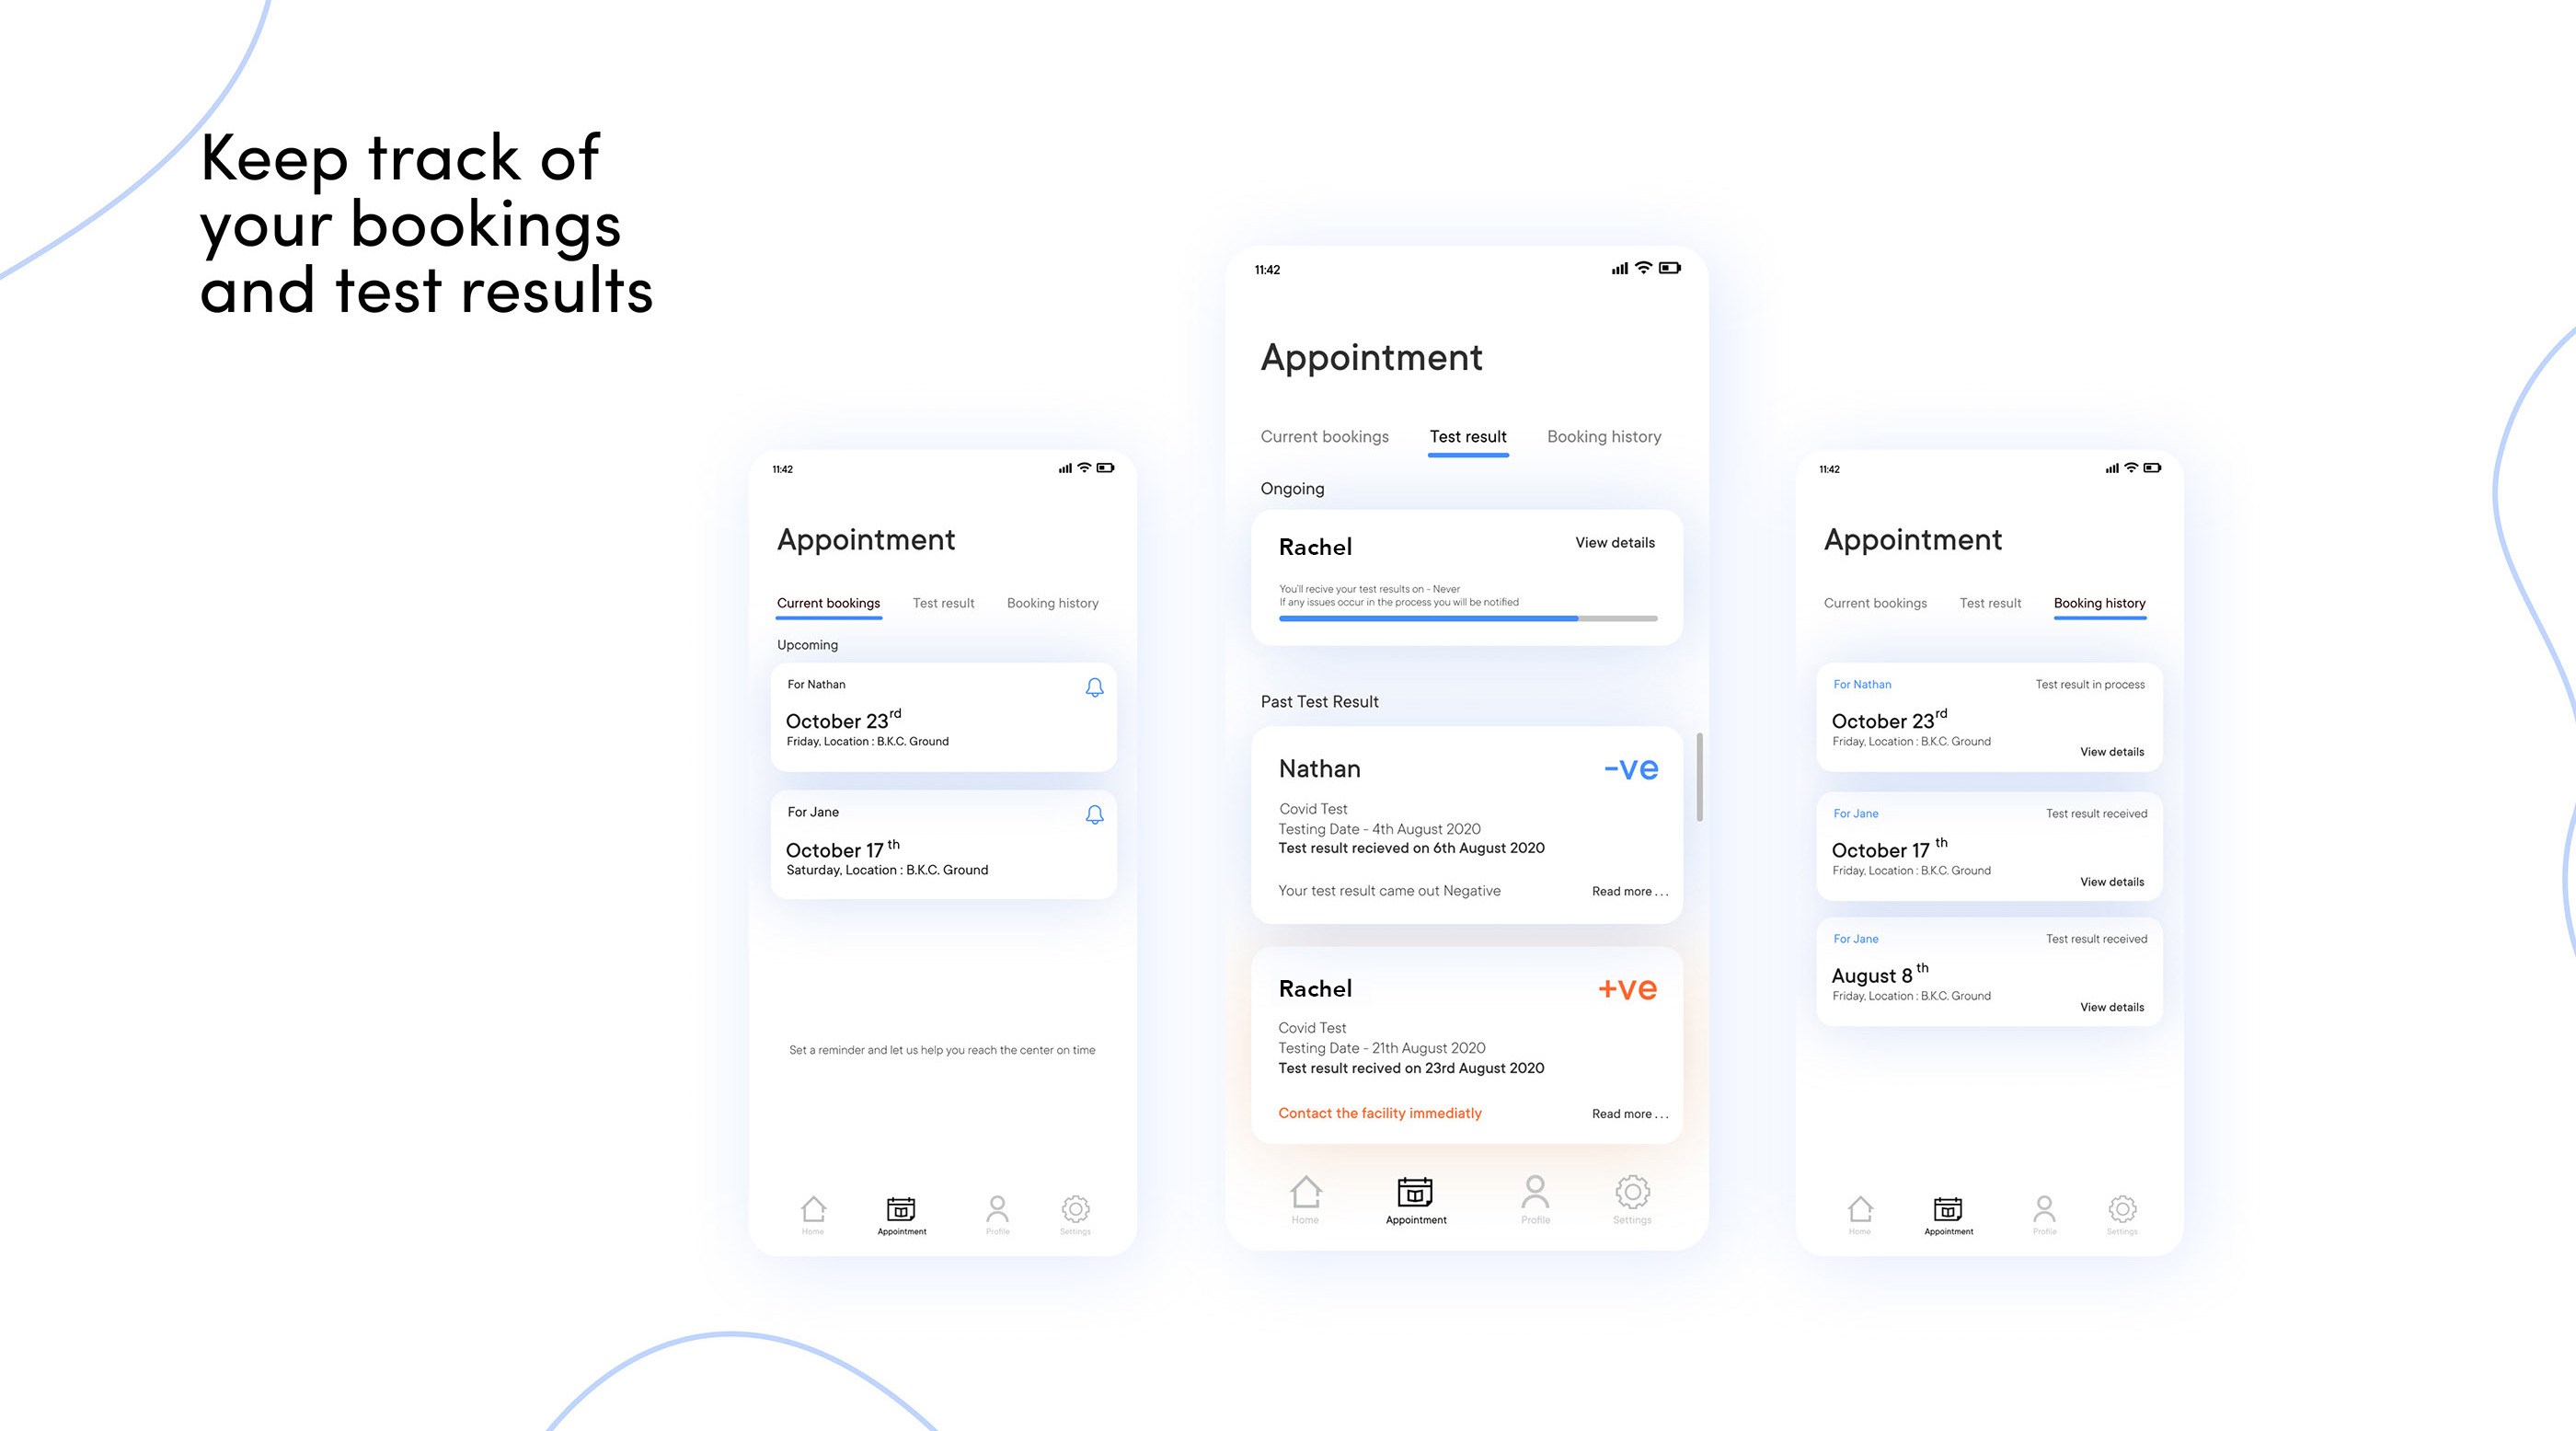 Keep track of
your bookings
and test results
11:42
Appointment
Current bookings Test result Booking history
Upcoming
For Nathan
October 23rd
Friday, Location : B.K.C. Ground
For Jane
October 17 th
Saturday, Location : B.K.C. Ground
Set a reminder and let us help you reach the center on time
Home Appointment Profile Settings
11:42
Appointment
Current bookings Test result Booking history
Ongoing
Rachel View details
You'll recive your test results on - Never
If any issues occur in the process you will be notified
Past Test Result
Nathan -ve
Covid Test
Testing Date - 4th August 2020
Test result recieved on 6th August 2020
Your test result came out Negative Read more . . .
Rachel +ve
Covid Test
Testing Date - 21th August 2020
Test result recived on 23rd August 2020
Contact the facility immediatly Read more . . .
Home Appointment Profile Settings
11:42
Appointment
Current bookings Test result Booking history
For Nathan Test result in process
October 23rd
Friday, Location : B.K.C. Ground
View details
For Jane Test result received
October 17 th
Friday, Location : B.K.C. Ground
View details
For Jane Test result received
August 8 th
Friday, Location : B.K.C. Ground
View details
Home Appointment Profile Settings